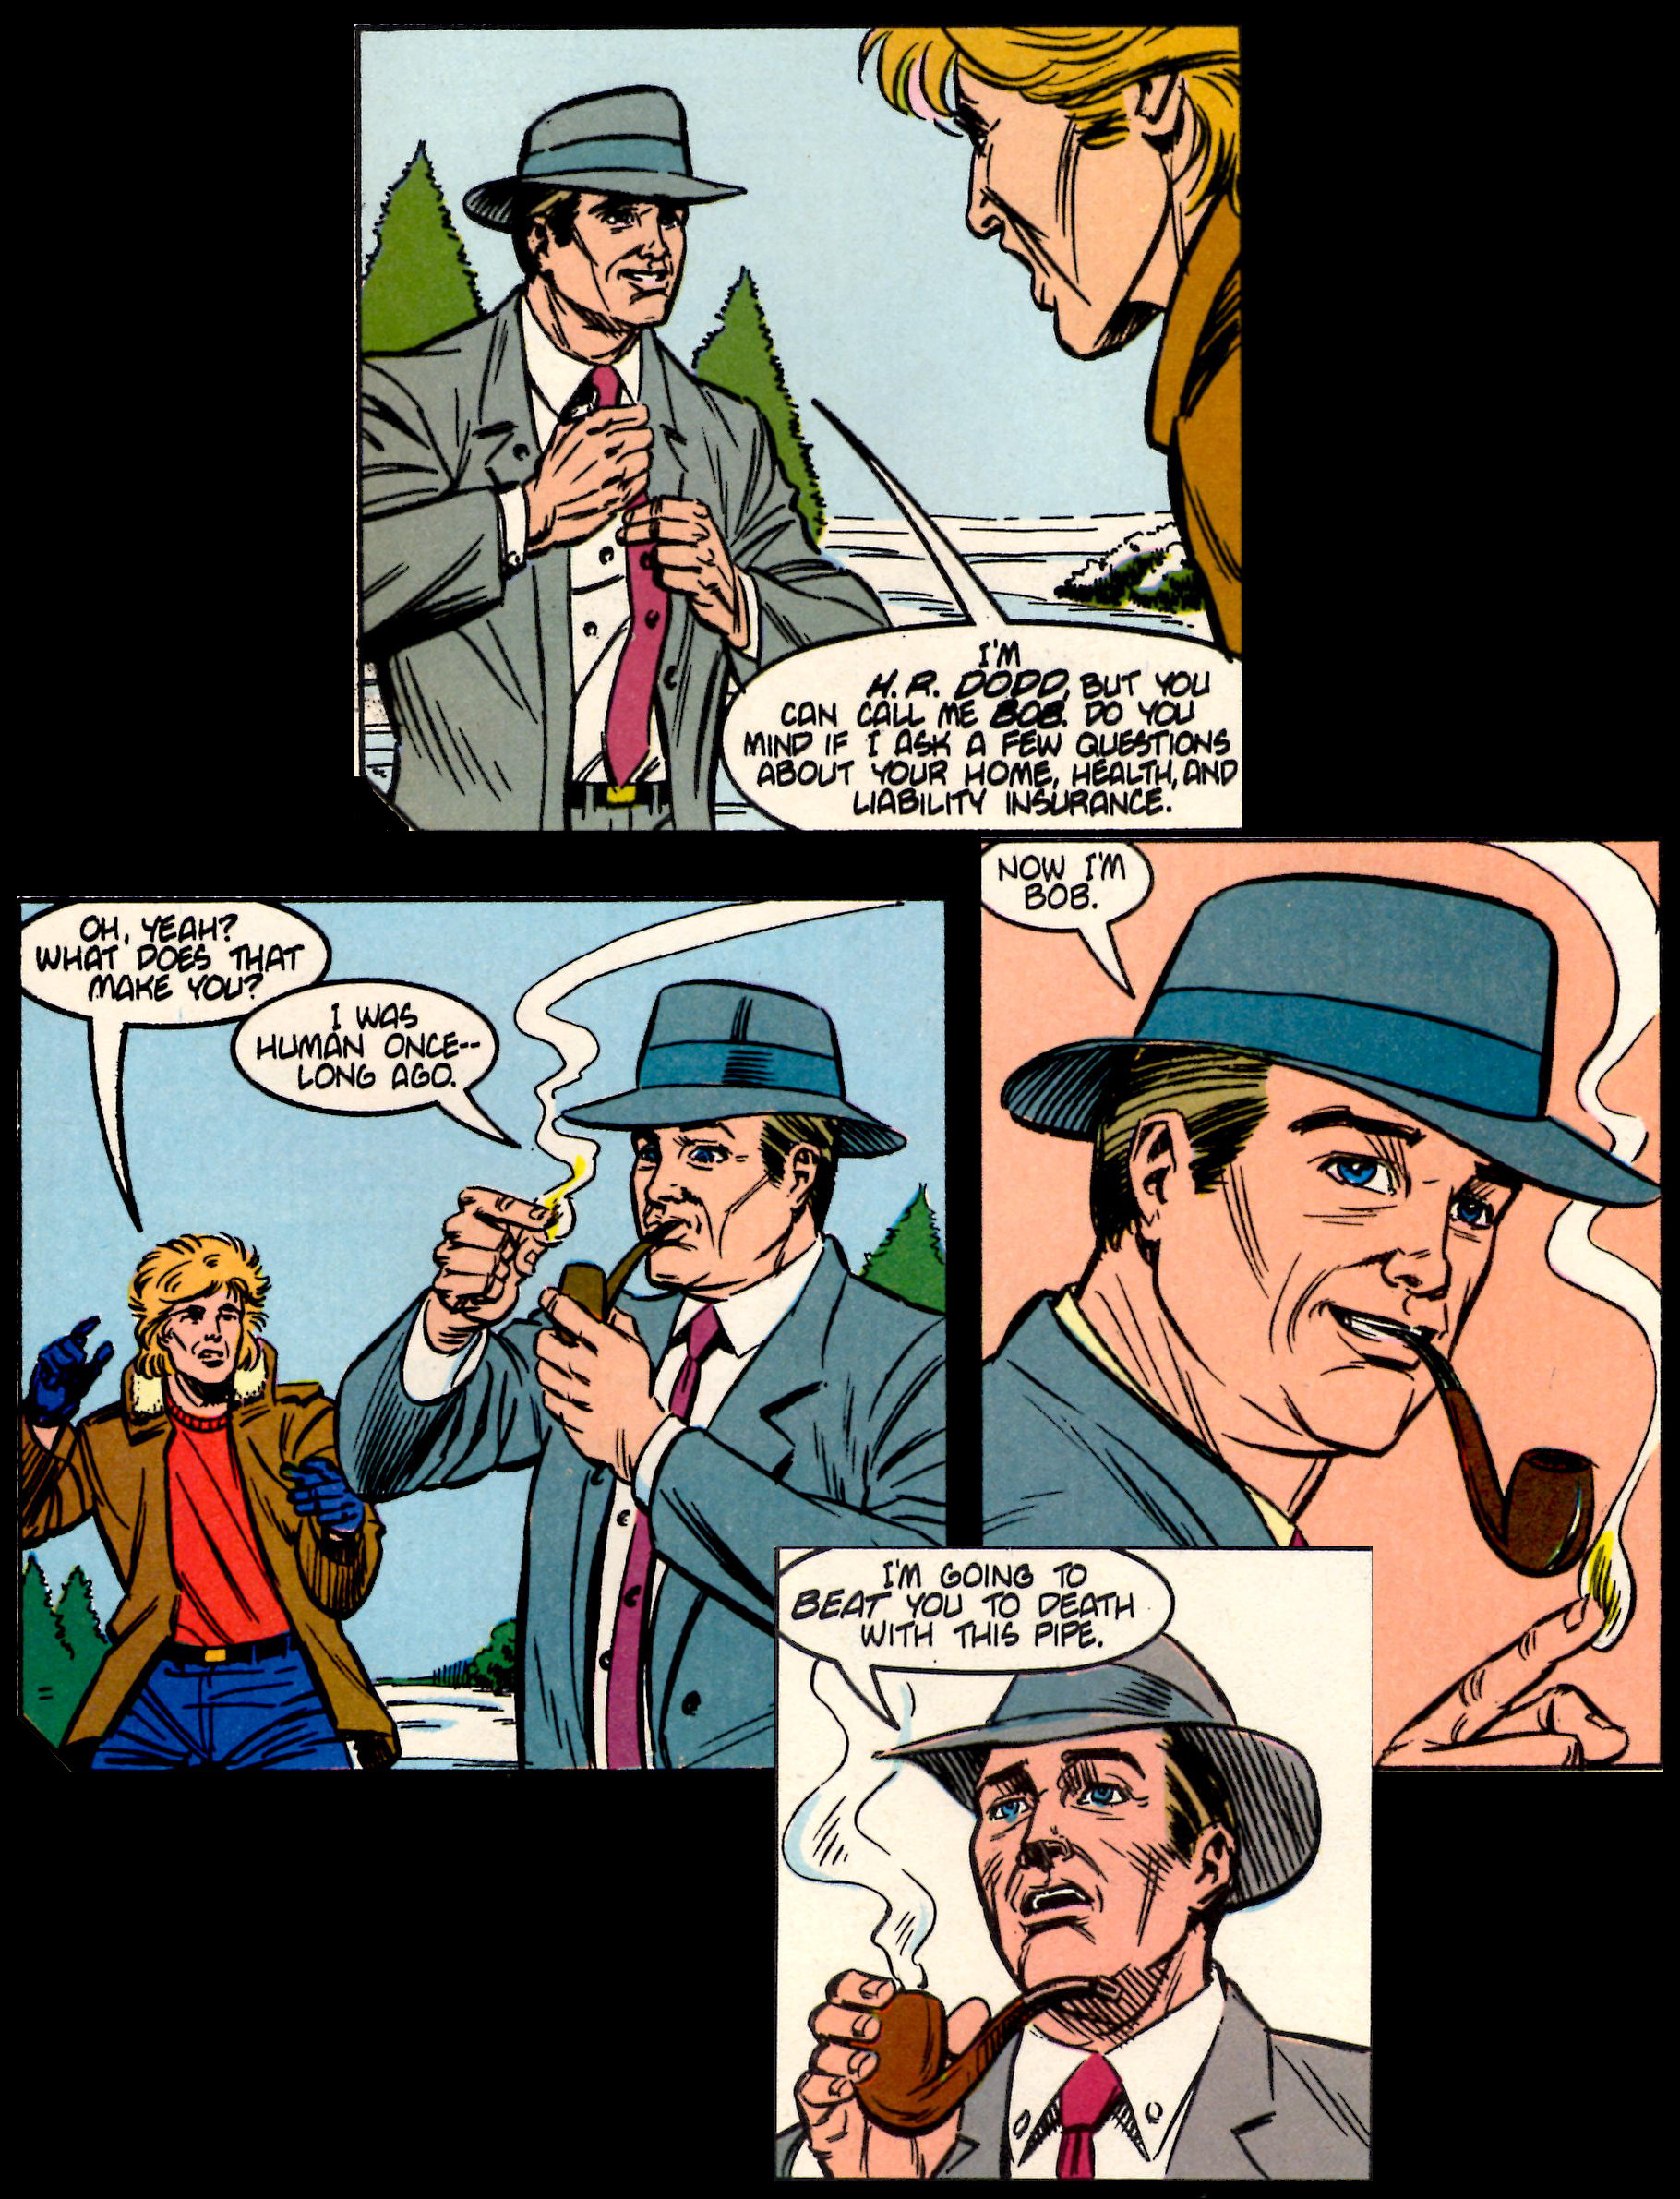 I'M
H.R. DODD, BUT YOU
CAN CALL ME BOB. DO YOU
MIND IF I ASK A FEW QUESTIONS
ABOUT YOUR HOME, HEALTH, AND
LIABILITY INSURANCE.
OH, YEAH?
WHAT DOES THAT
MAKE YOU?
I WAS
HUMAN ONCE--
LONG AGO.
NOW I'M
BOB.
I'M GOING TO
BEAT YOU TO DEATH
WITH THIS PIPE.